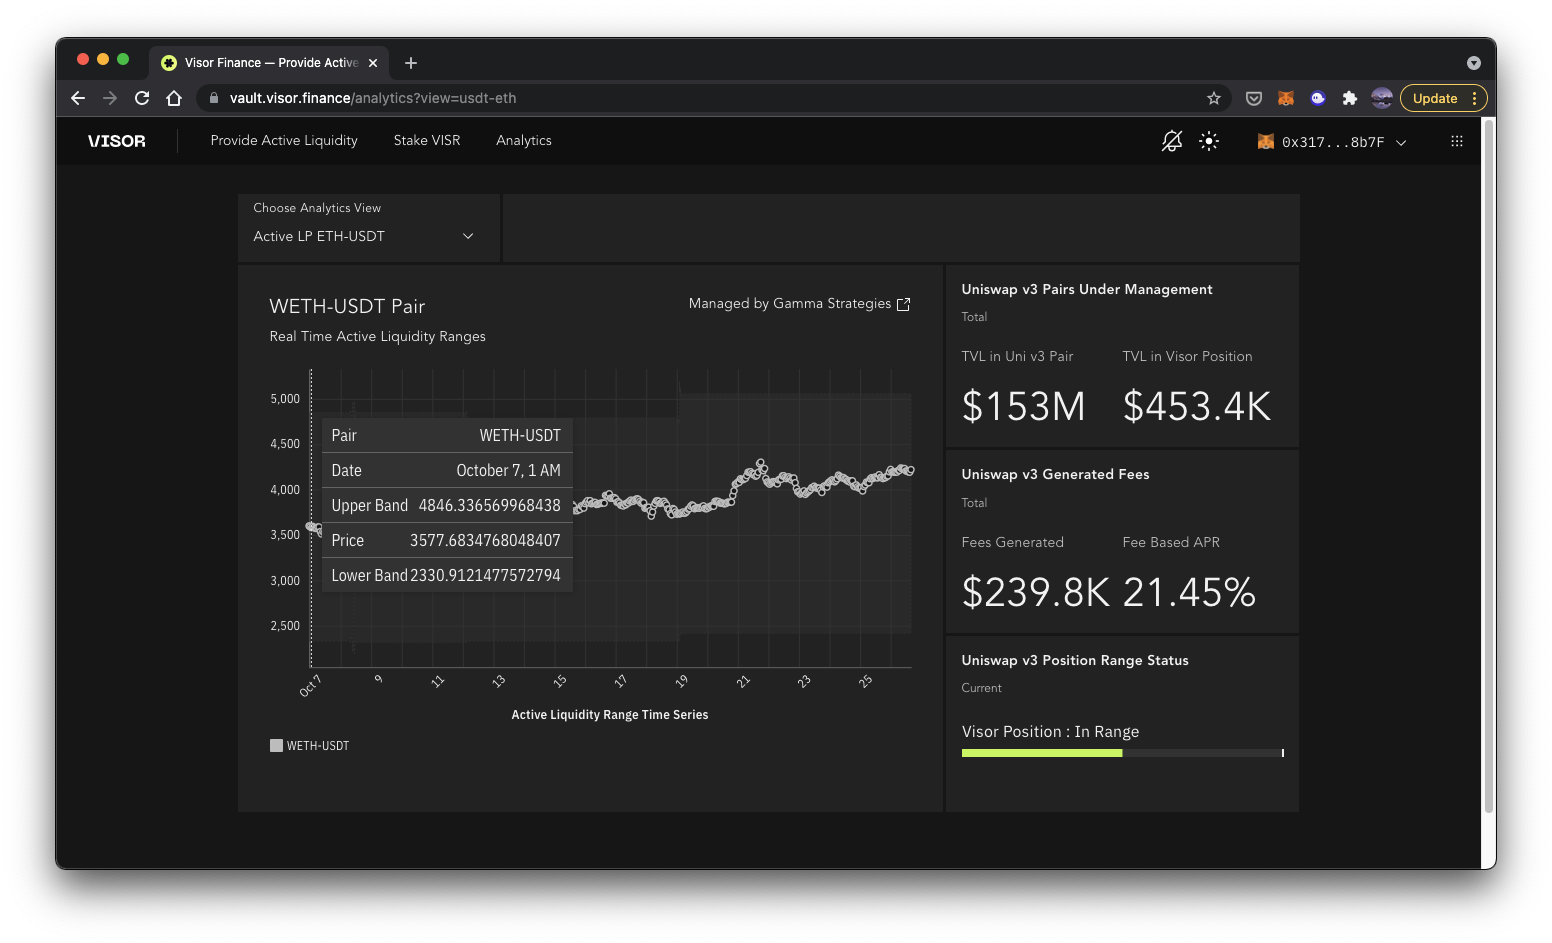 Visor Finance — Provide Active
vault.visor.finance/analytics?view=usdt-eth
Update
VISOR
Provide Active Liquidity
Stake VISR
Analytics
0x317...8b7F
Choose Analytics View
Active LP ETH-USDT
WETH-USDT Pair
Managed by Gamma Strategies
Real Time Active Liquidity Ranges
5,000
4,500
4,000
3,500
3,000
2,500
Pair WETH-USDT
Date October 7, 1 AM
Upper Band 4846.336569968438
Price 3577.6834768048407
Lower Band 2330.9121477572794
Oct 7 9 11 13 15 17 19 21 23 25
Active Liquidity Range Time Series
WETH-USDT
Uniswap v3 Pairs Under Management
Total
TVL in Uni v3 Pair TVL in Visor Position
$153M $453.4K
Uniswap v3 Generated Fees
Total
Fees Generated Fee Based APR
$239.8K 21.45%
Uniswap v3 Position Range Status
Current
Visor Position : In Range